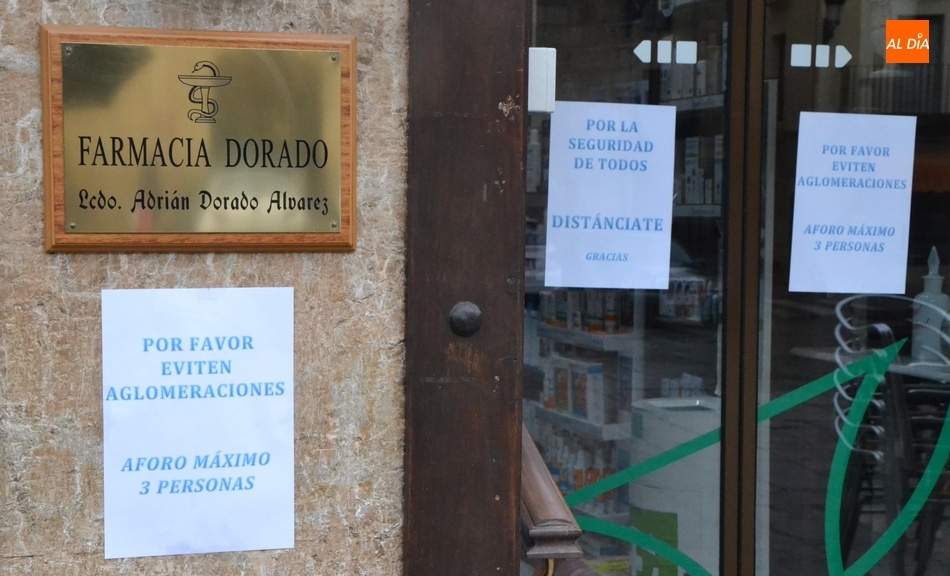 FARMACIA DORADO
Lcdo. Adrián Dorado Alvarez
POR FAVOR
EVITEN
AGLOMERACIONES
AFORO MÁXIMO
3 PERSONAS
POR LA
SEGURIDAD
DE TODOS
DISTÁNCIATE
GRACIAS
POR FAVOR
EVITEN
AGLOMERACIONES
AFORO MÁXIMO
3 PERSONAS
AL DÍA